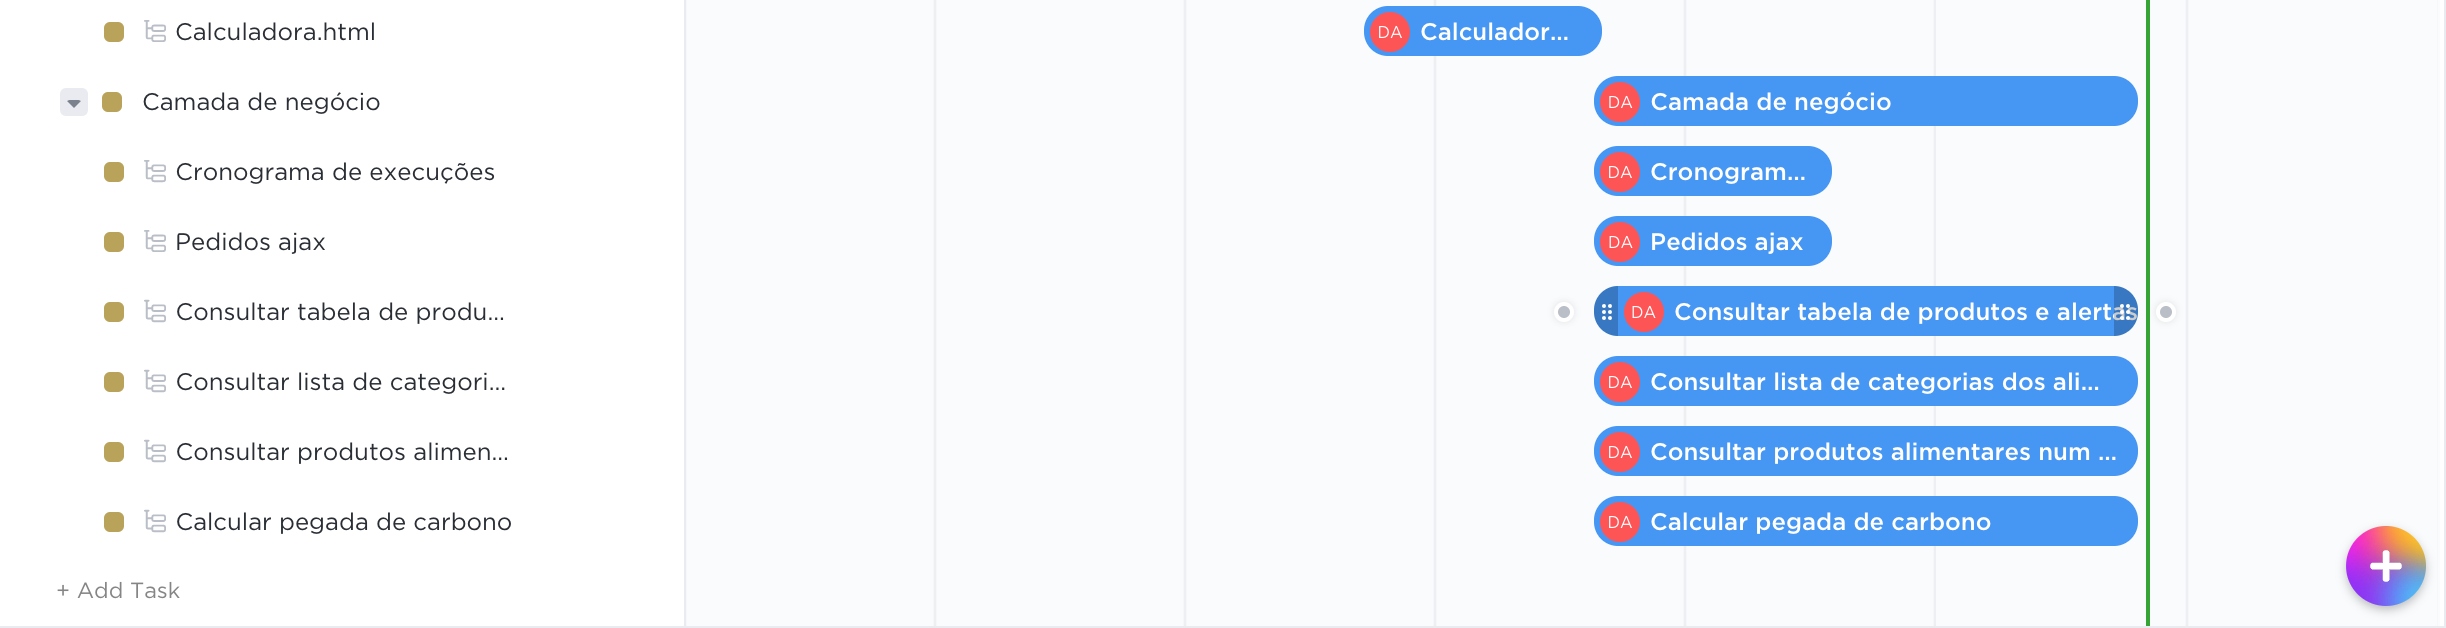 Calculadora.html DA Calculador...
Camada de negócio DA Camada de negócio
Cronograma de execuções DA Cronogram...
Pedidos ajax DA Pedidos ajax
Consultar tabela de produ... DA Consultar tabela de produtos e alertas
Consultar lista de categori... DA Consultar lista de categorias dos ali...
Consultar produtos alimen... DA Consultar produtos alimentares num ...
Calcular pegada de carbono DA Calcular pegada de carbono
+ Add Task